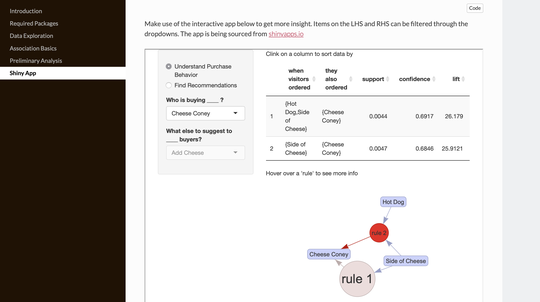 Introduction
Required Packages
Data Exploration
Association Basics
Preliminary Analysis
Shiny App
Code
Make use of the interactive app below to get more insight. Items on the LHS and RHS can be filtered through the
dropdowns. The app is being sourced from shinyapps.io
Understand Purchase
Behavior
Find Recommendations
Who is buying ____ ?
Cheese Coney
What else to suggest to
____ buyers?
Add Cheese
Clink on a column to sort data by
when visitors ordered they also ordered support confidence lift
1 {Hot Dog,Side of Cheese} {Cheese Coney} 0.0044 0.6917 26.179
2 {Side of Cheese} {Cheese Coney} 0.0047 0.6846 25.9121
Hover over a 'rule' to see more info
Hot Dog
rule 2
Cheese Coney
Side of Cheese
rule 1